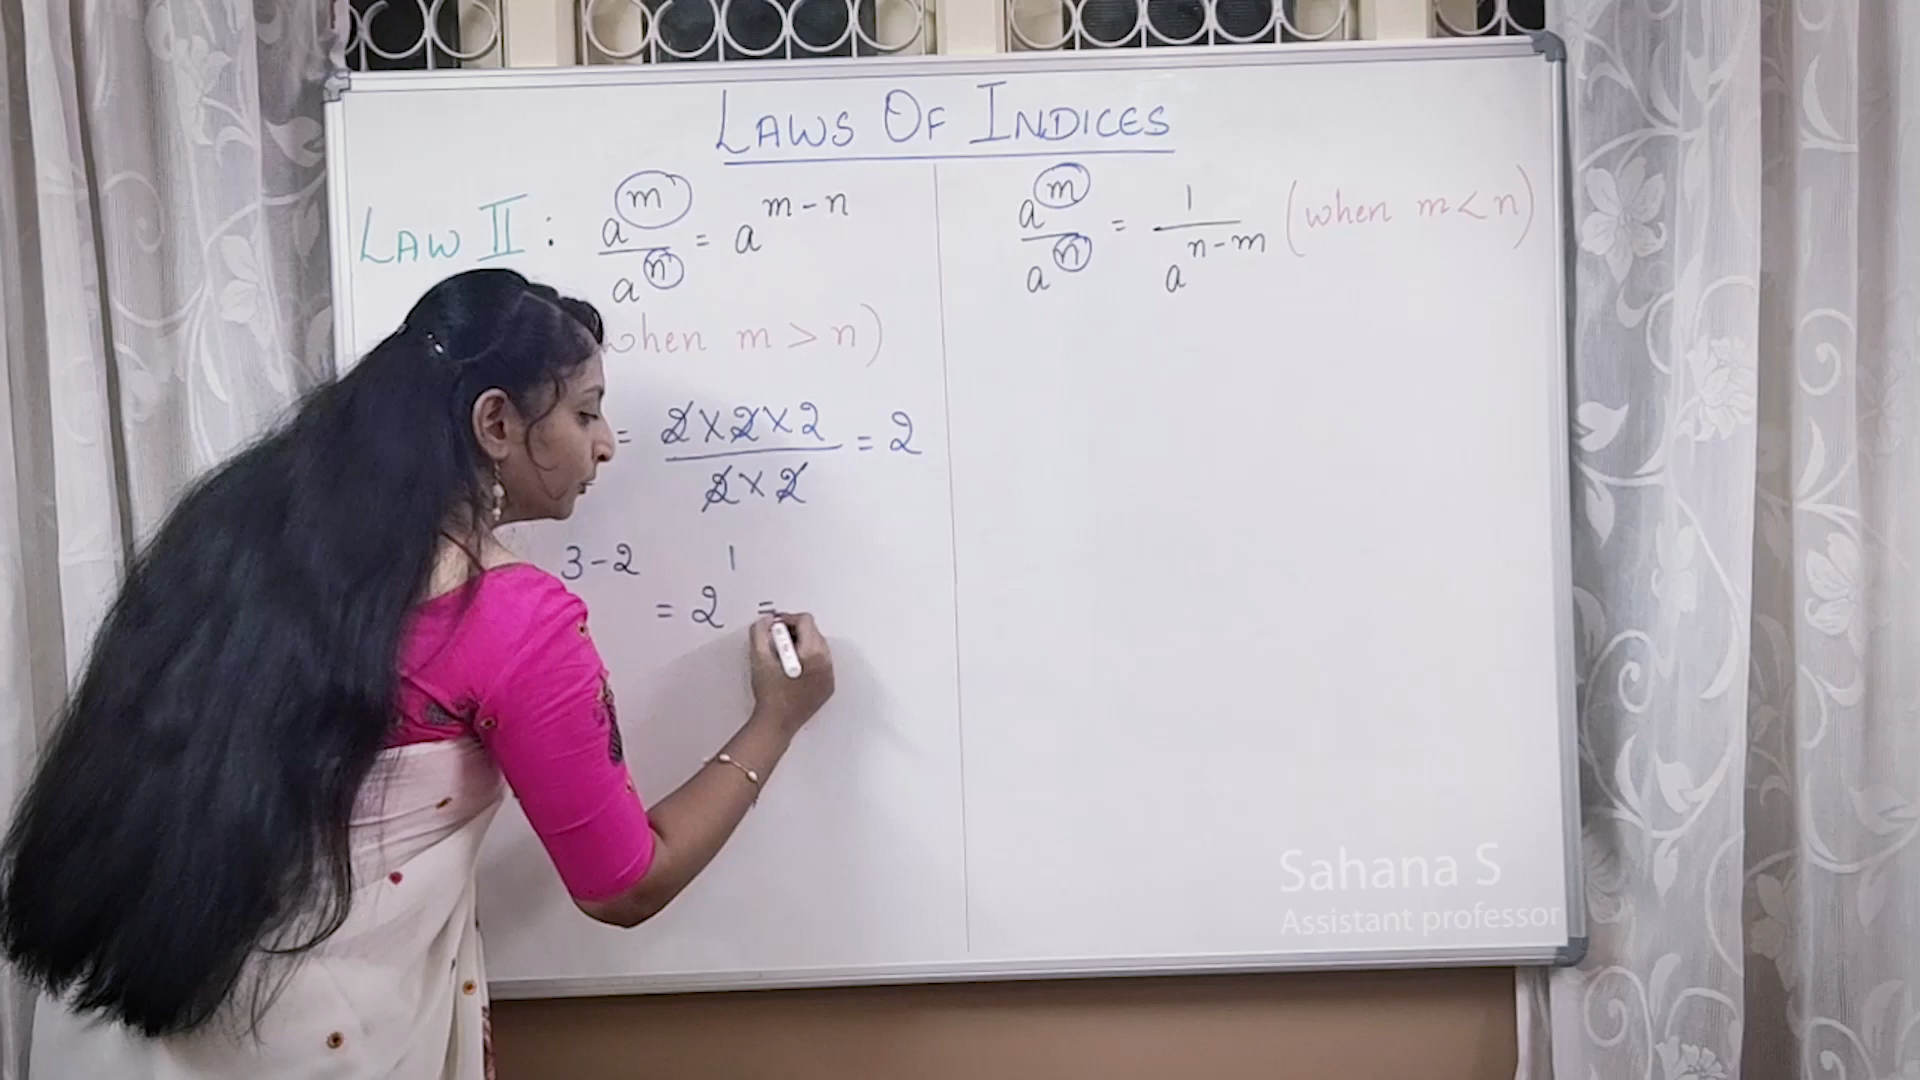 LAWS OF INDICES
LAW II : a^m / a^n = a^(m-n)
when m > n)
= 2×2×2 / 2×2 = 2
3-2 = 2^1 =
a^m / a^n = 1 / a^(n-m) (when m<n)
Sahana S
Assistant professor